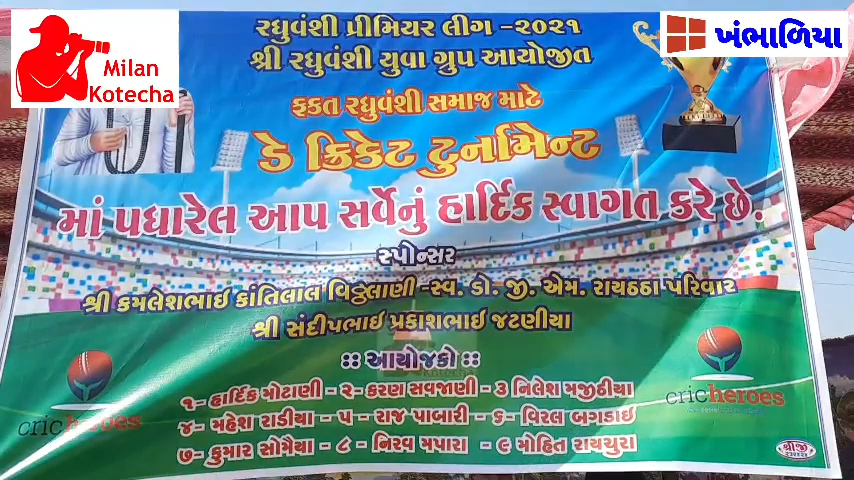 Milan
Kotecha
ખંભાળિયા
રઘુવંશી પ્રીમિયર લીગ -૨૦૨૧
શ્રી રઘુવંશી યુવા ગ્રુપ આયોજીત
ફકત રઘુવંશી સમાજ માટે
ડે ક્રિકેટ ટુર્નામેન્ટ
માં પધારેલ આપ સર્વેનું હાર્દિક સ્વાગત કરે છે.
સ્પોન્સર
શ્રી કમલેશભાઇ કાંતિલાલ વિઠ્ઠલાણી -સ્વ. ડો. જી. એમ. રાયઠઠા પરિવાર
શ્રી સંદીપભાઇ પ્રકાશભાઇ જટણીયા
:: આયોજકો ::
૧- હાર્દિક મોટાણી - ૨- કરણ સવજાણી - ૩ નિલેશ મજીઠીયા
૪- મહેશ રાડીયા - ૫ - રાજ પાબારી - ૬- વિરલ બગડાઇ
૭- કુમાર સોમૈયા - ૮ - નિરવ મપારા - ૯ મોહિત રાયચુરા
cricheroes
cricheroes
શ્રીજી